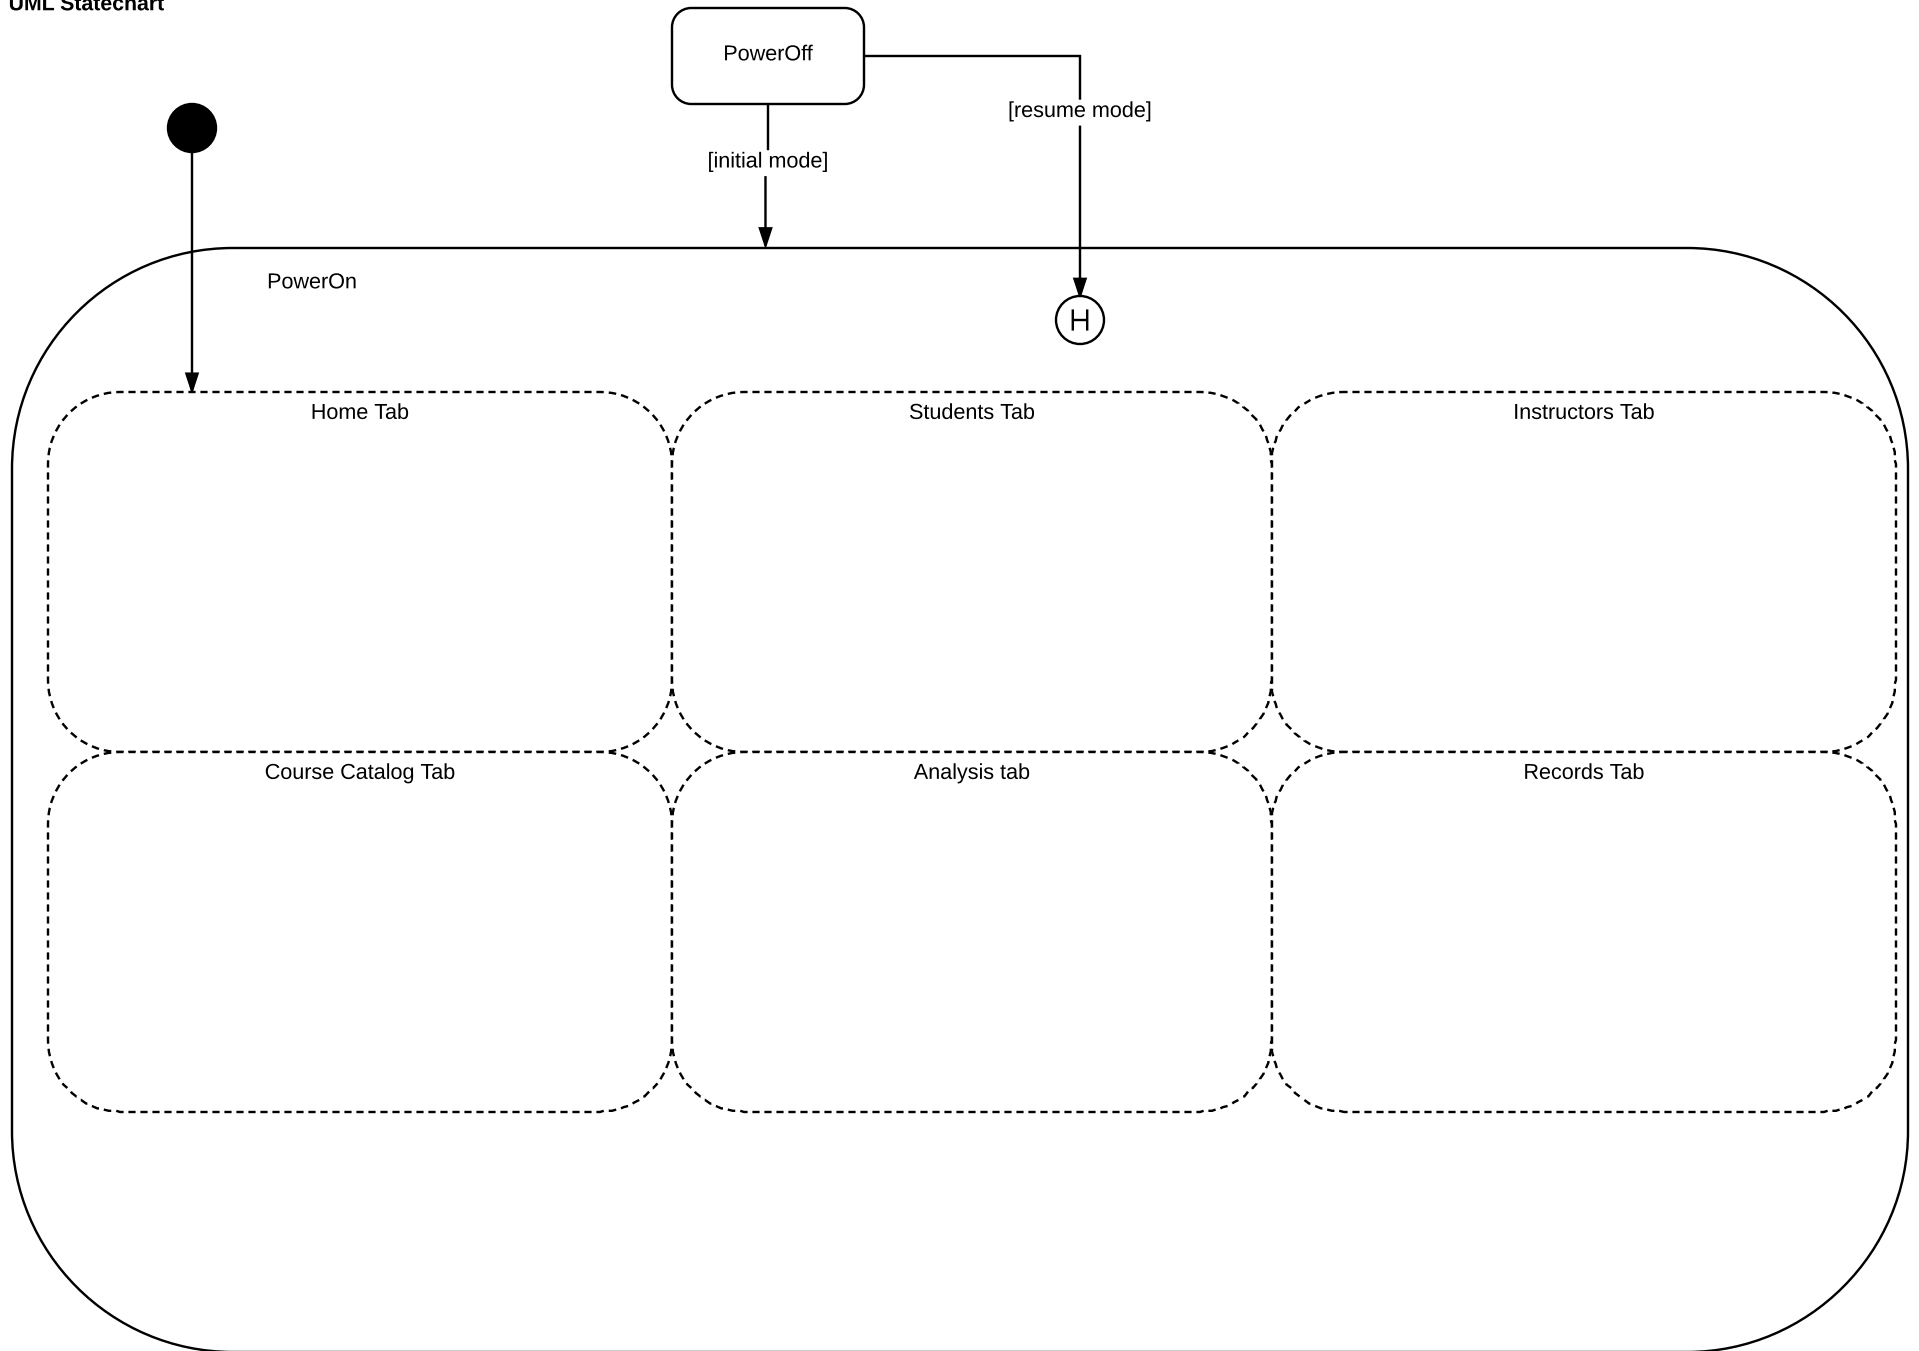 UML Statechart
PowerOff
[resume mode]
[initial mode]
PowerOn
H
Home Tab
Students Tab
Instructors Tab
Course Catalog Tab
Analysis tab
Records Tab